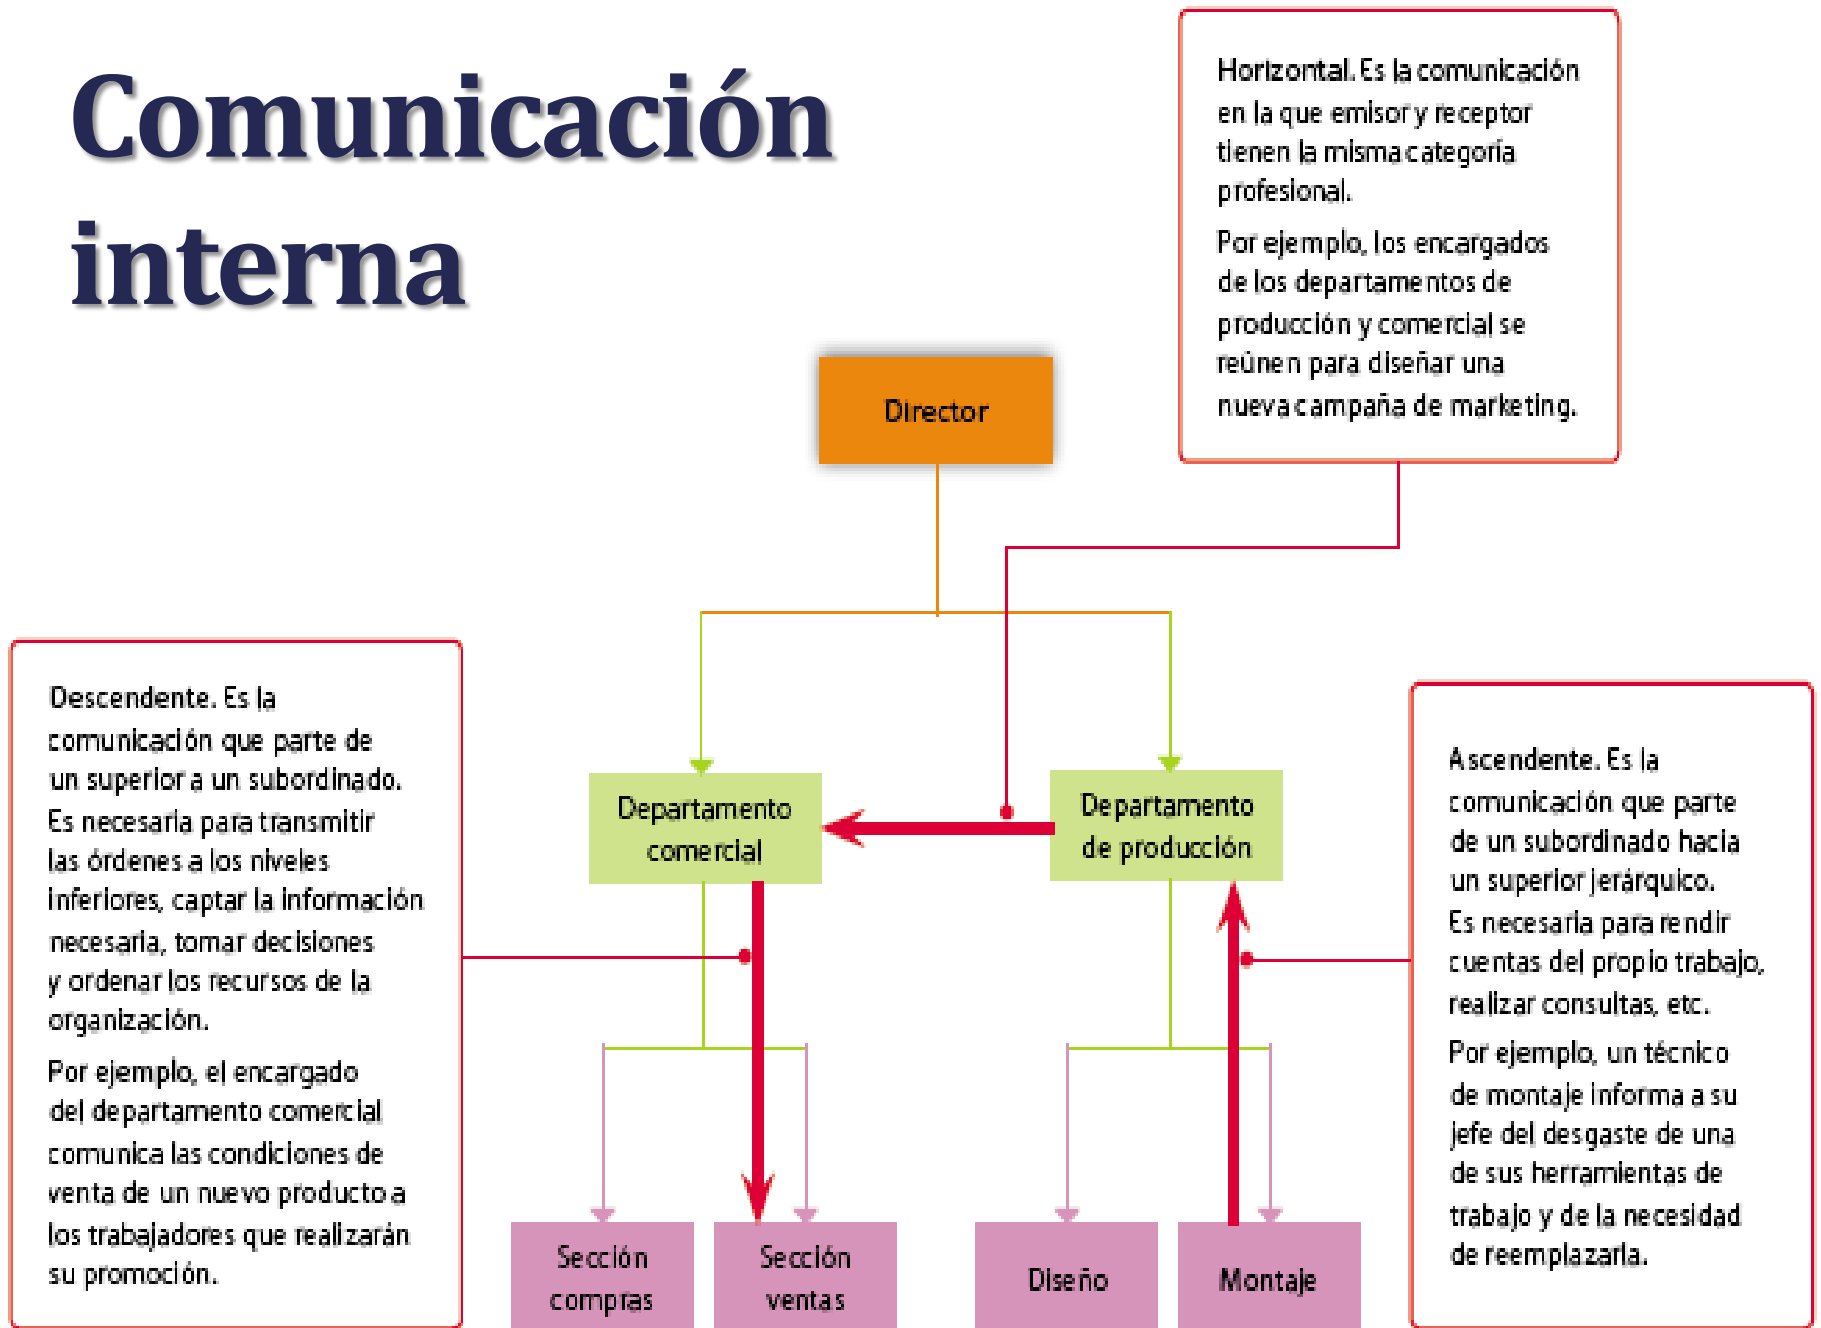 Comunicación
interna
Horizontal. Es la comunicación
en la que emisor y receptor
tienen la misma categoría
profesional.
Por ejemplo, los encargados
de los departamentos de
producción y comercial se
reúnen para diseñar una
nueva campaña de marketing.
Director
Descendente. Es la
comunicación que parte de
un superior a un subordinado.
Es necesaria para transmitir
las órdenes a los niveles
inferiores, captar la información
necesaria, tomar decisiones
y ordenar los recursos de la
organización.
Por ejemplo, el encargado
del departamento comercial
comunica las condiciones de
venta de un nuevo producto a
los trabajadores que realizarán
su promoción.
Departamento
comercial
Departamento
de producción
Ascendente. Es la
comunicación que parte
de un subordinado hacia
un superior jerárquico.
Es necesaria para rendir
cuentas del propio trabajo,
realizar consultas, etc.
Por ejemplo, un técnico
de montaje informa a su
jefe del desgaste de una
de sus herramientas de
trabajo y de la necesidad
de reemplazarla.
Sección
compras
Sección
ventas
Diseño
Montaje